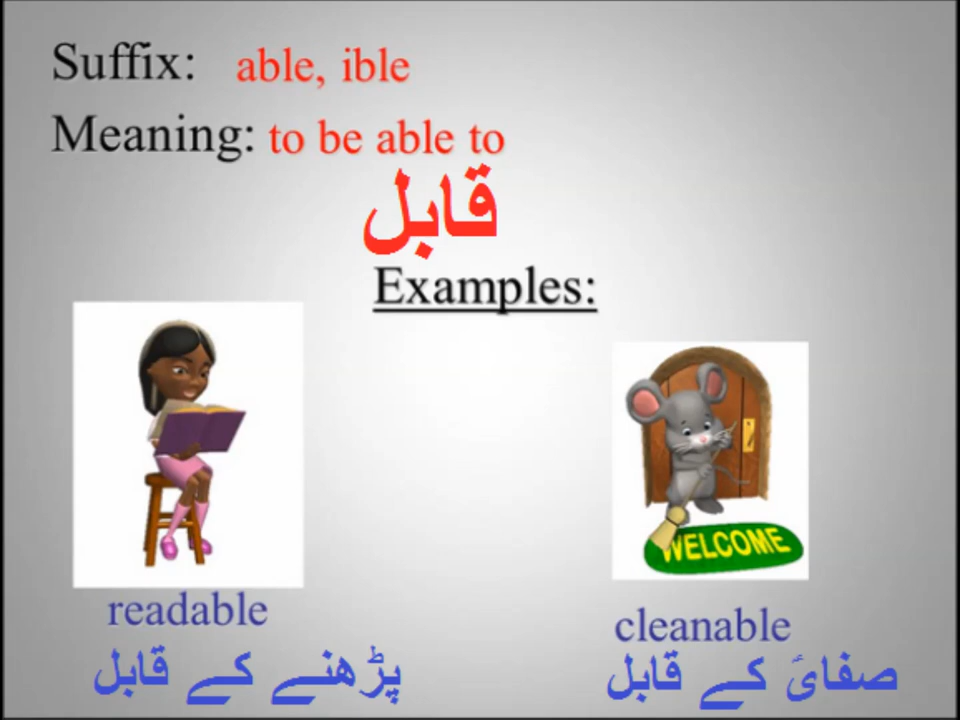 Suffix: able, ible
Meaning: to be able to
قابل
Examples:
WELCOME
readable
cleanable
پڑھنے کے قابل
صفائ کے قابل